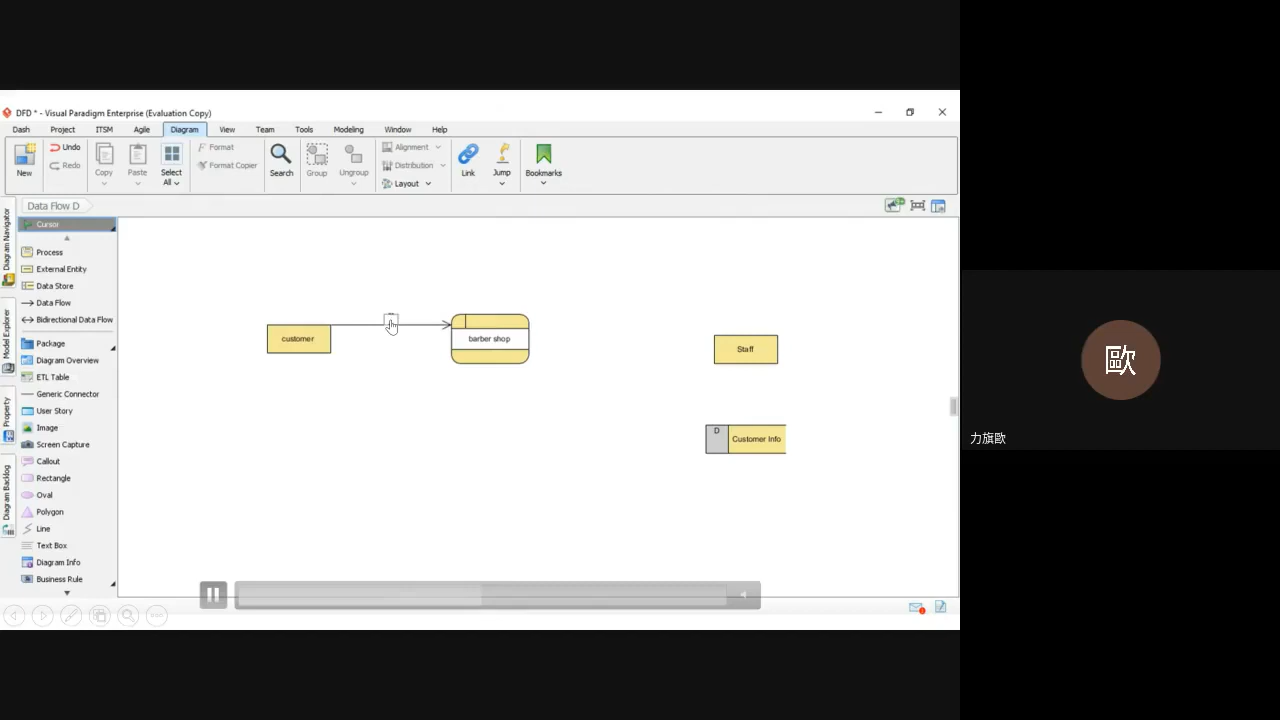 DFD * - Visual Paradigm Enterprise (Evaluation Copy)
Dash Project ITSM Agile Diagram View Team Tools Modeling Window Help
New
Undo
Redo
Copy
Paste
Select
All
Format
Format Copier
Search
Group
Ungroup
Alignment
Distribution
Layout
Link
Jump
Bookmarks
Data Flow D
Diagram Navigator
Model Explorer
Property
Diagram Backlog
Cursor
Process
External Entity
Data Store
Data Flow
Bidirectional Data Flow
Package
Diagram Overview
ETL Table
Generic Connector
User Story
Image
Screen Capture
Callout
Rectangle
Oval
Polygon
Line
Text Box
Diagram Info
Business Rule
customer
barber shop
Staff
D
Customer Info
歐
力旗歐